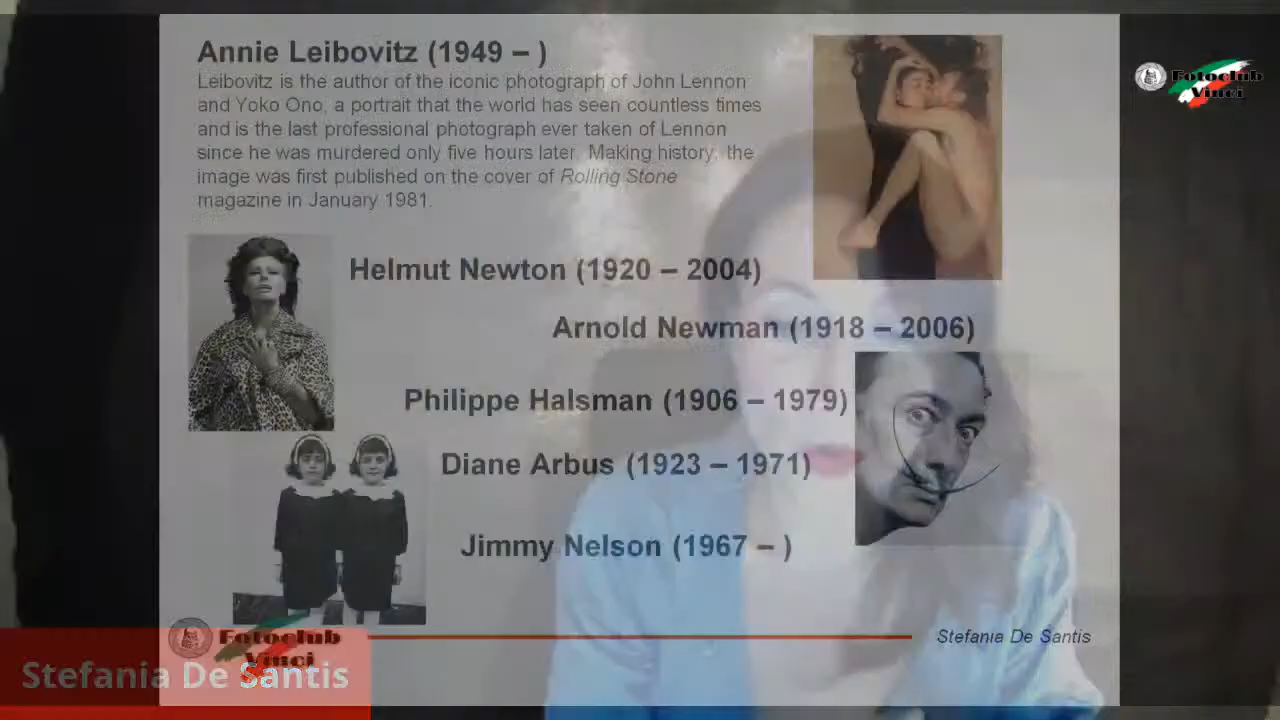 Annie Leibovitz (1949 – )
Leibovitz is the author of the iconic photograph of John Lennon
and Yoko Ono, a portrait that the world has seen countless times
and is the last professional photograph ever taken of Lennon
since he was murdered only five hours later. Making history, the
image was first published on the cover of Rolling Stone
magazine in January 1981.
Fotoclub
Vinci
Helmut Newton (1920 – 2004)
Arnold Newman (1918 – 2006)
Philippe Halsman (1906 – 1979)
Diane Arbus (1923 – 1971)
Jimmy Nelson (1967 – )
Fotoclub
Vinci
Stefania De Santis
Stefania De Santis